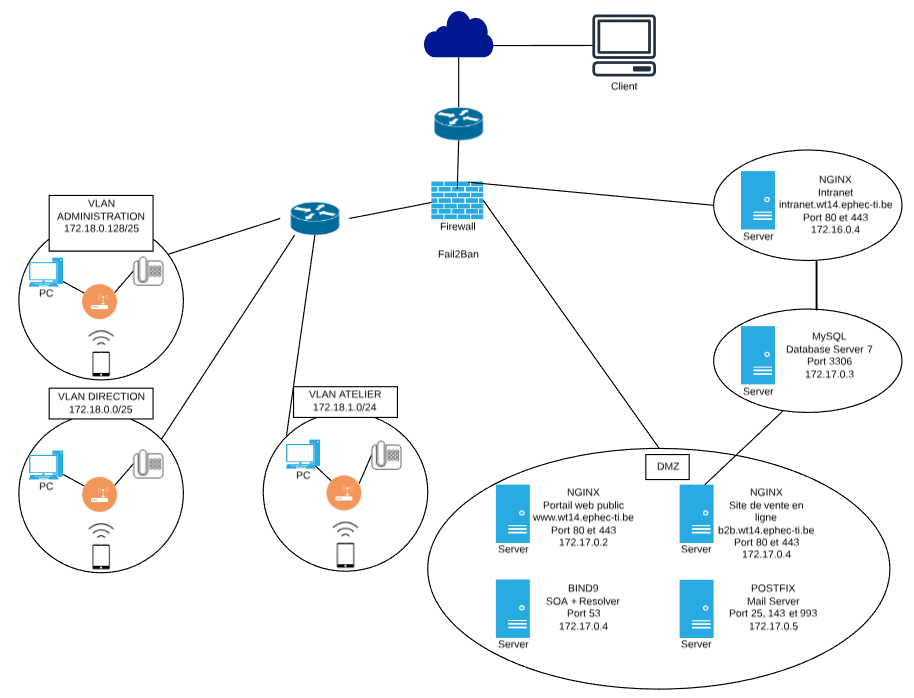 Client
Firewall
Fail2Ban
VLAN
ADMINISTRATION
172.18.0.128/25
PC
VLAN DIRECTION
172.18.0.0/25
PC
VLAN ATELIER
172.18.1.0/24
PC
NGINX
Intranet
intranet.wt14.ephec-ti.be
Port 80 et 443
172.16.0.4
Server
MySQL
Database Server 7
Port 3306
172.17.0.3
Server
DMZ
NGINX
Portail web public
www.wt14.ephec-ti.be
Port 80 et 443
172.17.0.2
Server
NGINX
Site de vente en
ligne
b2b.wt14.ephec-ti.be
Port 80 et 443
172.17.0.4
Server
BIND9
SOA + Resolver
Port 53
172.17.0.4
Server
POSTFIX
Mail Server
Port 25, 143 et 993
172.17.0.5
Server